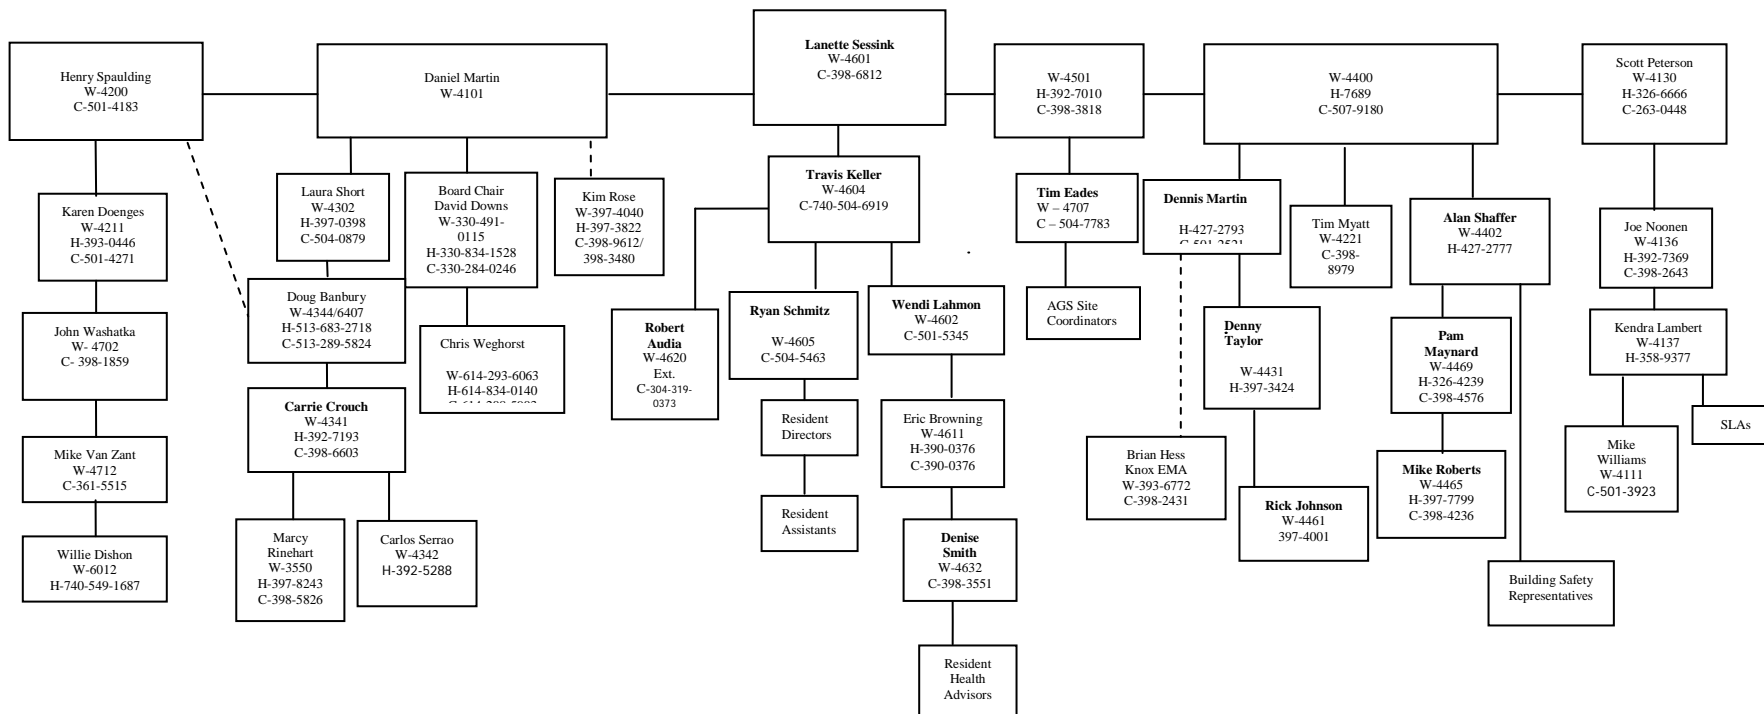 Henry Spaulding
W-4200
C-501-4183
Daniel Martin
W-4101
Lanette Sessink
W-4601
C-398-6812
W-4501
H-392-7010
C-398-3818
W-4400
H-7689
C-507-9180
Scott Peterson
W-4130
H-326-6666
C-263-0448
Karen Doenges
W-4211
H-393-0446
C-501-4271
Laura Short
W-4302
H-397-0398
C-504-0879
Board Chair
David Downs
W-330-491-
0115
H-330-834-1528
C-330-284-0246
Kim Rose
W-397-4040
H-397-3822
C-398-9612/
398-3480
Travis Keller
W-4604
C-740-504-6919
Tim Eades
W – 4707
C – 504-7783
Dennis Martin
H-427-2793
Tim Myatt
W-4221
C-398-
8979
Alan Shaffer
W-4402
H-427-2777
Joe Noonen
W-4136
H-392-7369
C-398-2643
John Washatka
W- 4702
C- 398-1859
Doug Banbury
W-4344/6407
H-513-683-2718
C-513-289-5824
Chris Weghorst
W-614-293-6063
H-614-834-0140
Robert
Audia
W-4620
Ext.
C-304-319-
0373
Ryan Schmitz
W-4605
C-504-5463
Wendi Lahmon
W-4602
C-501-5345
AGS Site
Coordinators
Denny
Taylor
W-4431
H-397-3424
Pam
Maynard
W-4469
H-326-4239
C-398-4576
Kendra Lambert
W-4137
H-358-9377
Mike Van Zant
W-4712
C-361-5515
Carrie Crouch
W-4341
H-392-7193
C-398-6603
Resident
Directors
Eric Browning
W-4611
H-390-0376
C-390-0376
Brian Hess
Knox EMA
W-393-6772
C-398-2431
Rick Johnson
W-4461
397-4001
Mike Roberts
W-4465
H-397-7799
C-398-4236
Mike
Williams
W-4111
C-501-3923
SLAs
Willie Dishon
W-6012
H-740-549-1687
Marcy
Rinehart
W-3550
H-397-8243
C-398-5826
Carlos Serrao
W-4342
H-392-5288
Resident
Assistants
Denise
Smith
W-4632
C-398-3551
Building Safety
Representatives
Resident
Health
Advisors